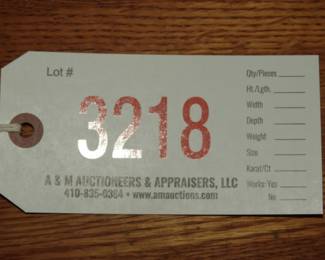 Lot #
3218
A & M AUCTIONEERS & APPRAISERS, LLC
410-835-0384 • www.amauctions.com
Qty/Pieces
Ht./Lgth.
Width
Depth
Weight
Size
Karat/Ct
Works: Yes
No